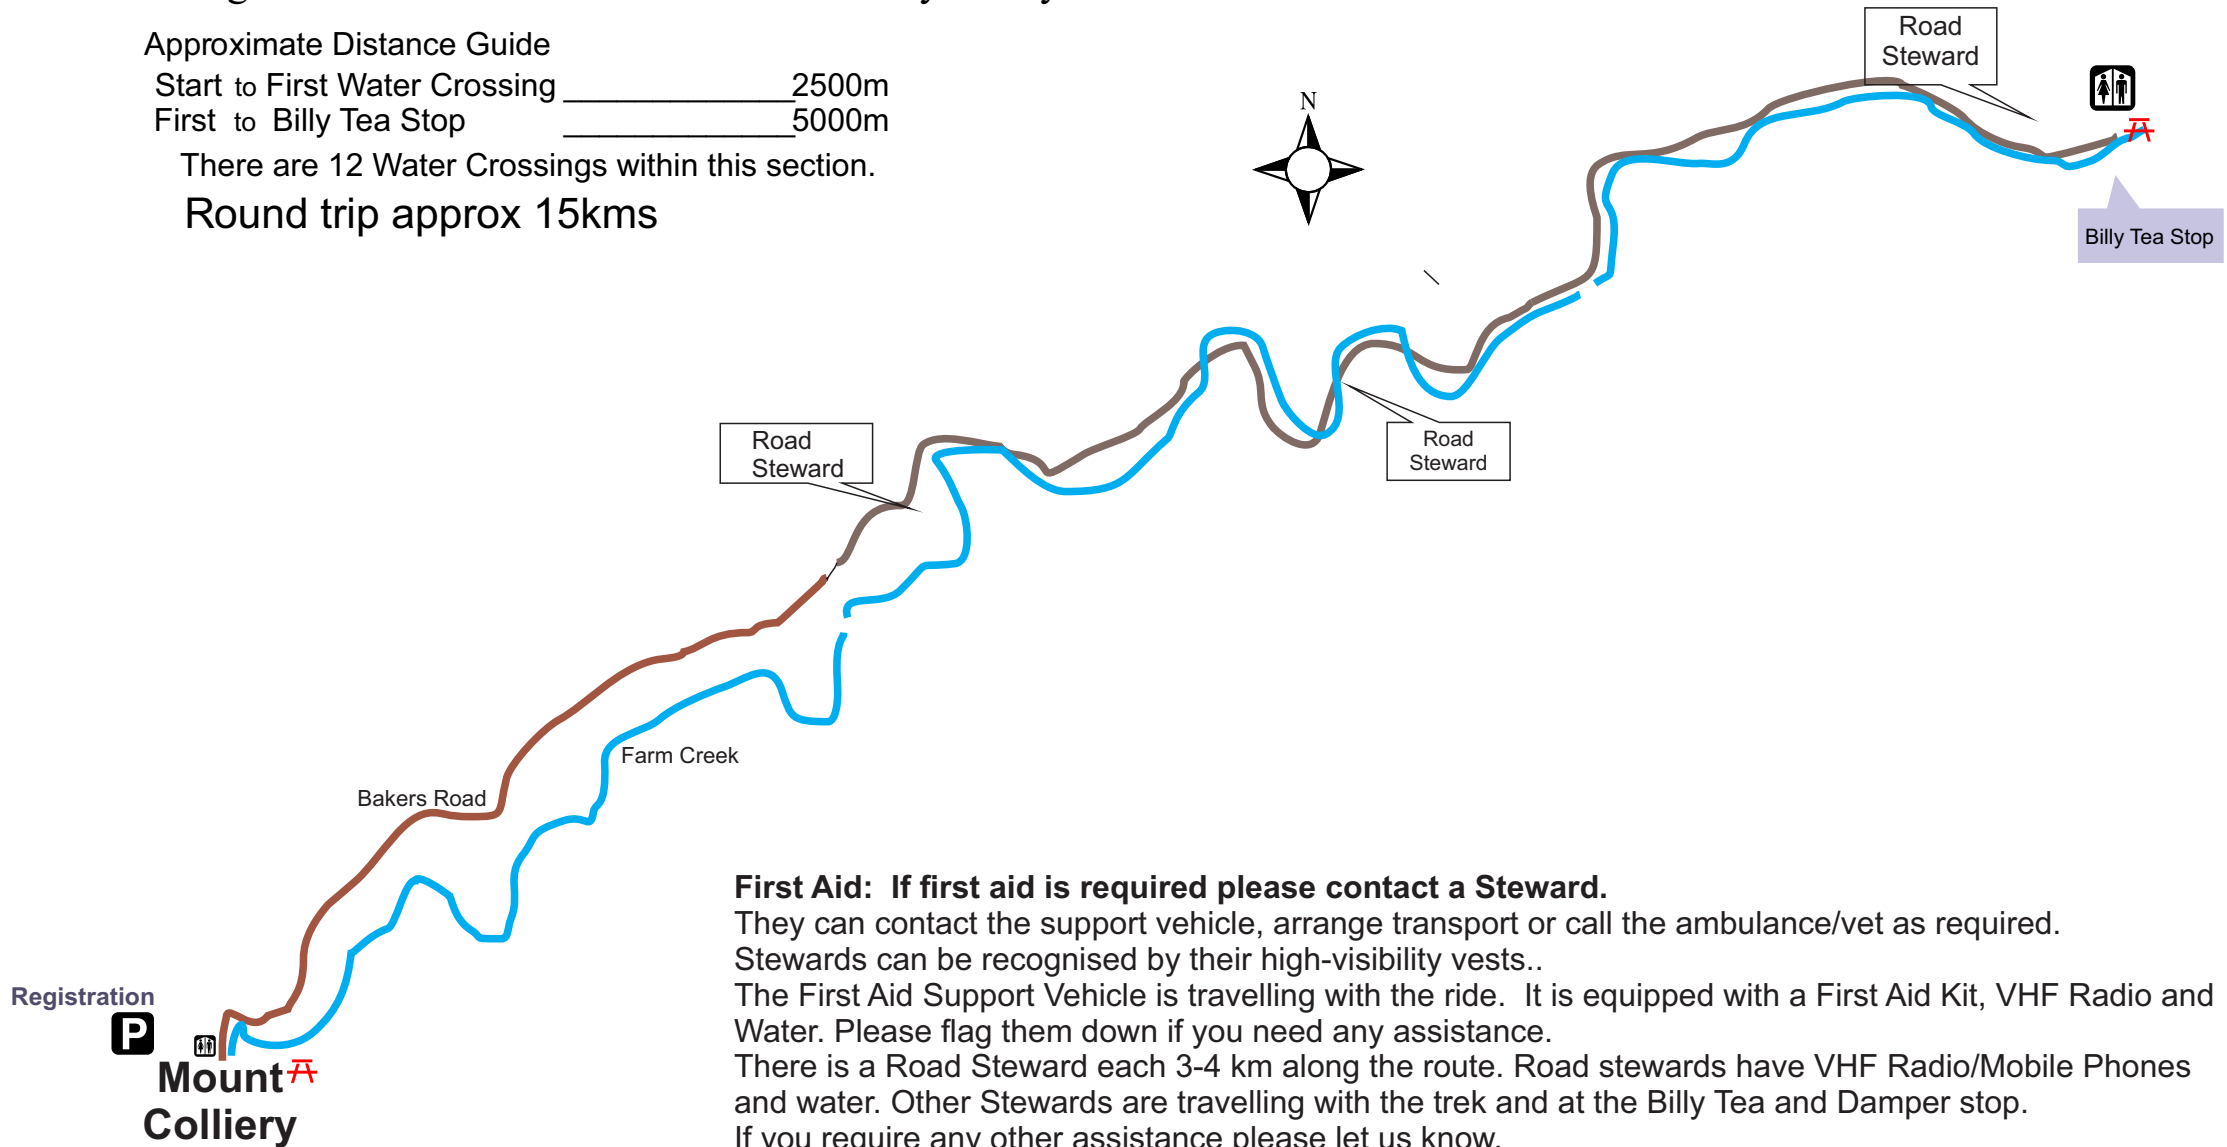 Approximate Distance Guide
Start to First Water Crossing _____________2500m
First to Billy Tea Stop _____________5000m
There are 12 Water Crossings within this section.
Round trip approx 15kms
N
Road
Steward
Billy Tea Stop
Road
Steward
Road
Steward
Farm Creek
Bakers Road
Registration
P
Mount
Colliery
First Aid: If first aid is required please contact a Steward.
They can contact the support vehicle, arrange transport or call the ambulance/vet as required.
Stewards can be recognised by their high-visibility vests..
The First Aid Support Vehicle is travelling with the ride. It is equipped with a First Aid Kit, VHF Radio and
Water. Please flag them down if you need any assistance.
There is a Road Steward each 3-4 km along the route. Road stewards have VHF Radio/Mobile Phones
and water. Other Stewards are travelling with the trek and at the Billy Tea and Damper stop.
If you require any other assistance please let us know.